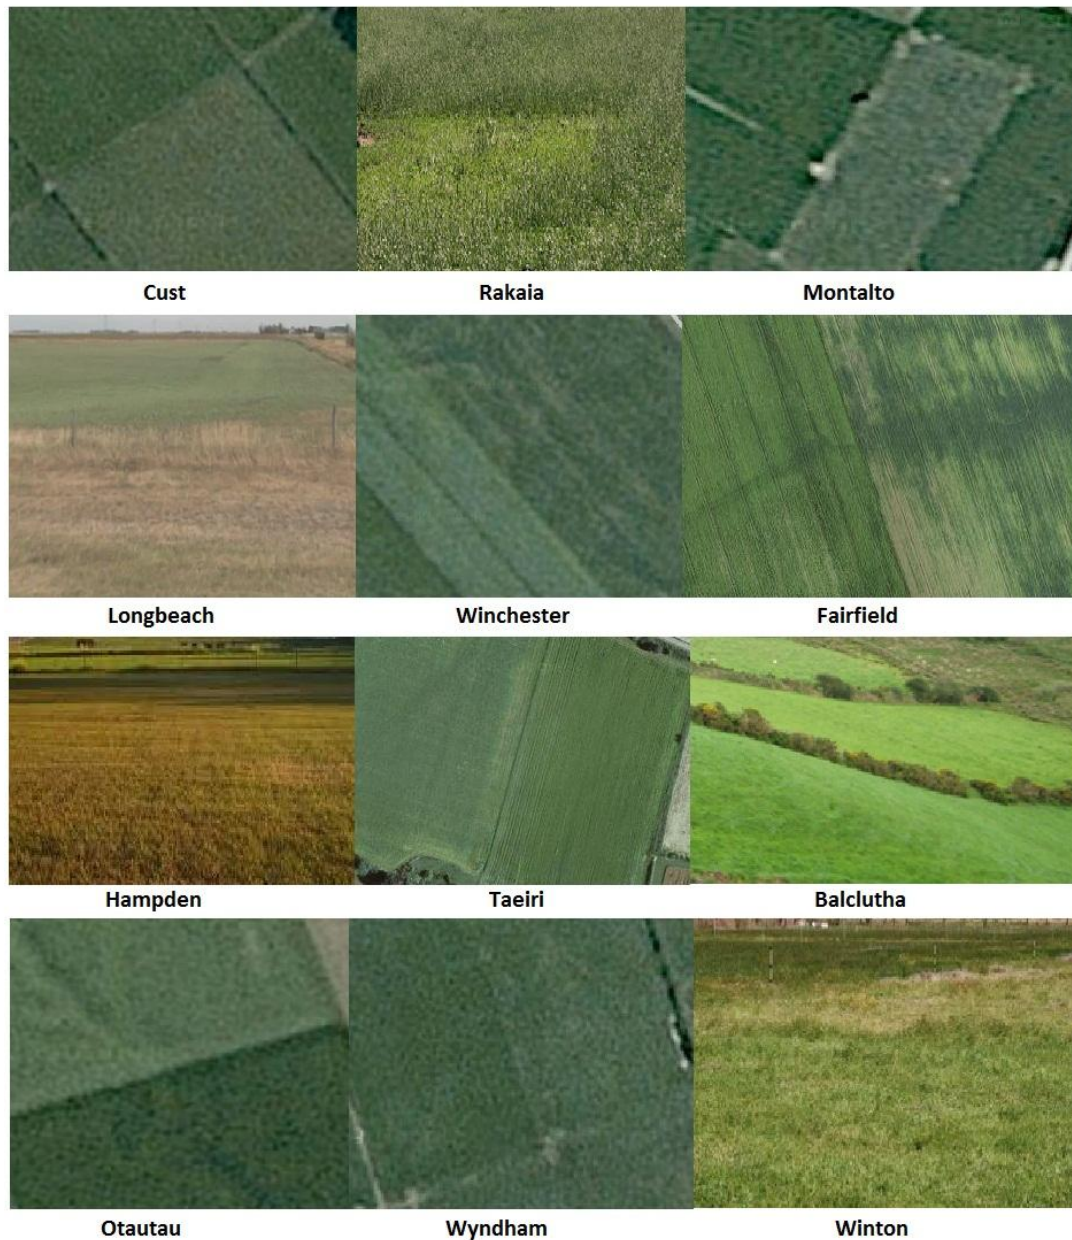 Cust
Rakaia
Montalto
Longbeach
Winchester
Fairfield
Hampden
Taeiri
Balclutha
Otautau
Wyndham
Winton